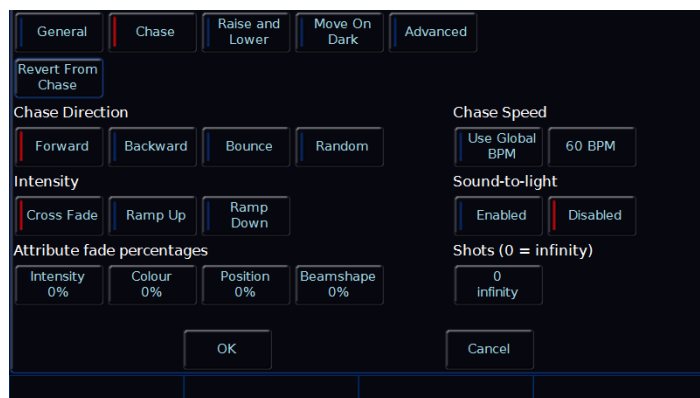 General
Chase
Raise and
Lower
Move On
Dark
Advanced
Revert From
Chase
Chase Direction
Forward
Backward
Bounce
Random
Chase Speed
Use Global
BPM
60 BPM
Intensity
Cross Fade
Ramp Up
Ramp
Down
Sound-to-light
Enabled
Disabled
Attribute fade percentages
Intensity
0%
Colour
0%
Position
0%
Beamshape
0%
Shots (0 = infinity)
0
infinity
OK
Cancel